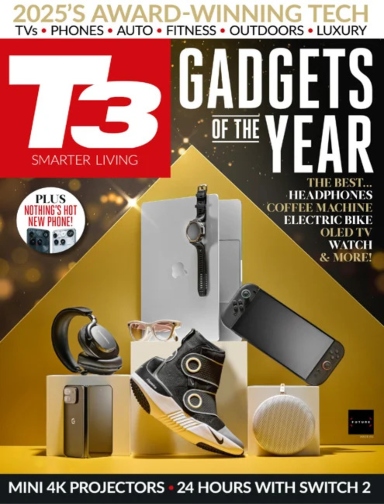 2025'S AWARD-WINNING TECH
TVs • PHONES • AUTO • FITNESS • OUTDOORS • LUXURY
T3
SMARTER LIVING
GADGETS
OF THE
YEAR
THE BEST...
HEADPHONES
COFFEE MACHINE
ELECTRIC BIKE
OLED TV
WATCH
& MORE!
PLUS
NOTHING'S HOT
NEW PHONE!
FUTURE
MINI 4K PROJECTORS • 24 HOURS WITH SWITCH 2